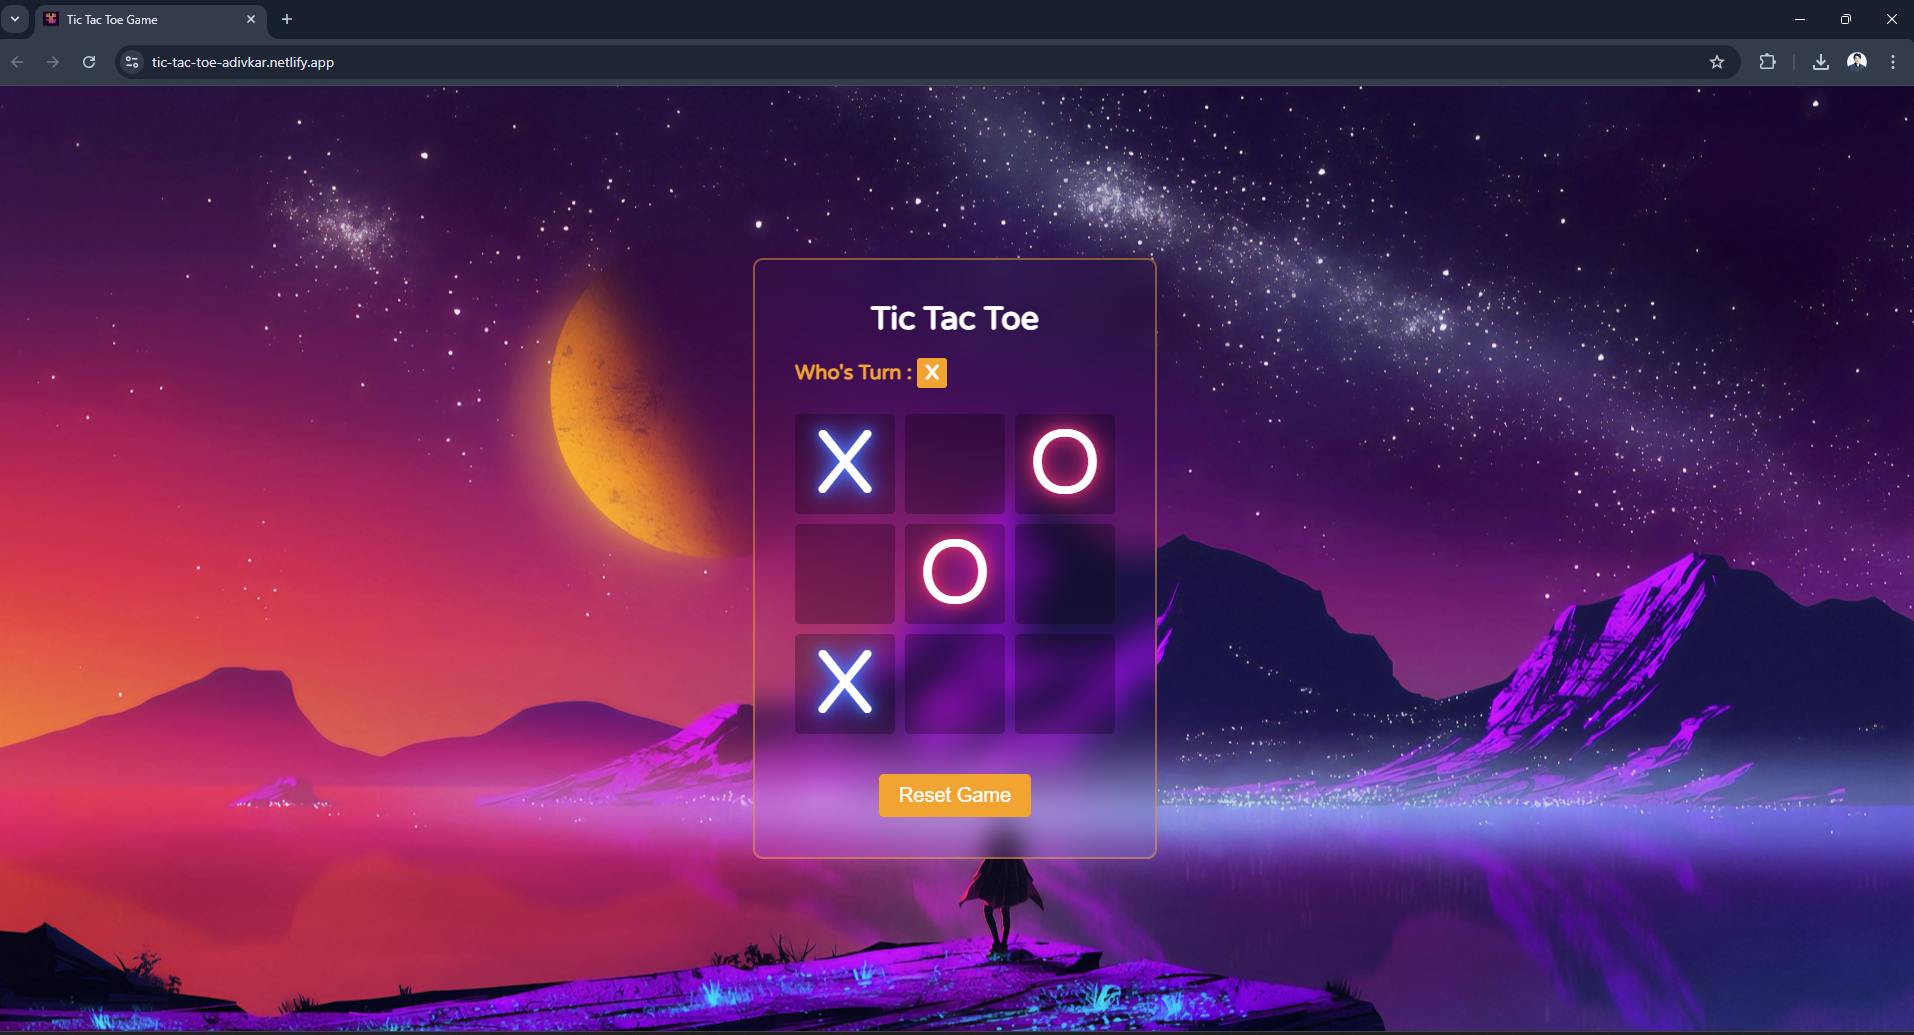 Tic Tac Toe Game
tic-tac-toe-adivkar.netlify.app
Tic Tac Toe
Who's Turn : X
X O
O
X
Reset Game